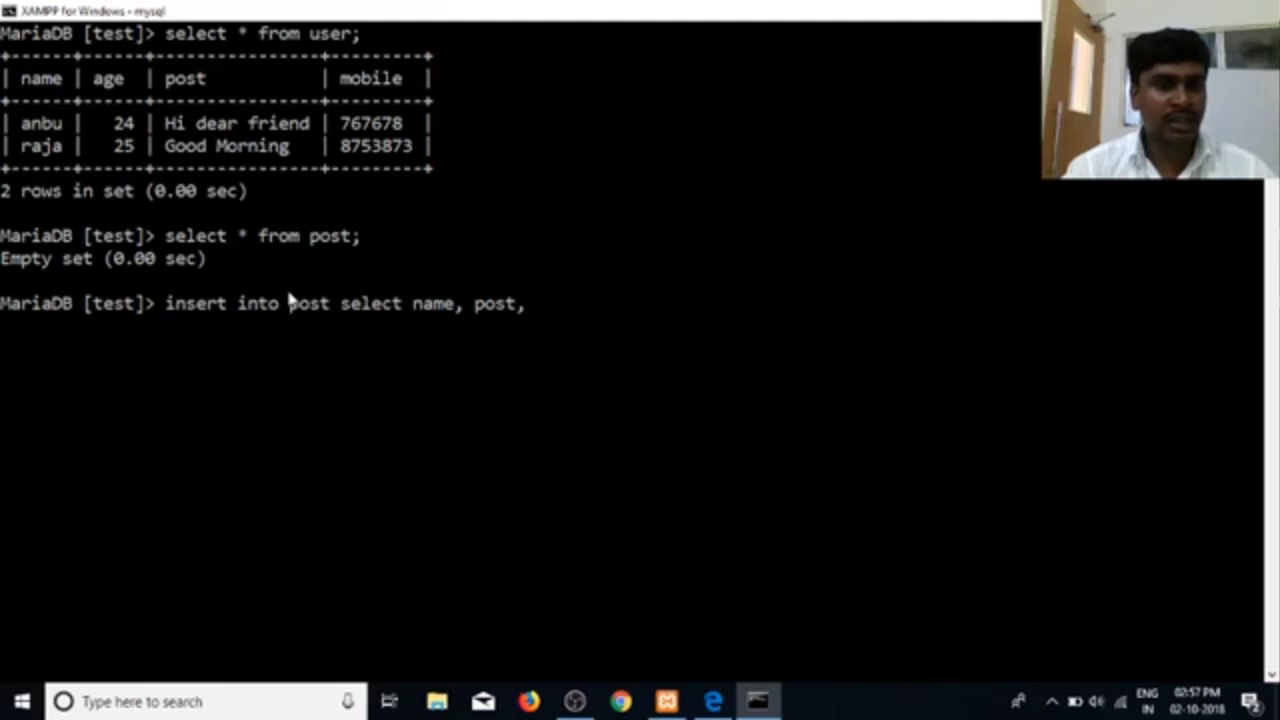 XAMPP for Windows - mysql
MariaDB [test]> select * from user;
+------+------+----------------+---------+
| name | age  | post           | mobile  |
+------+------+----------------+---------+
| anbu |   24 | Hi dear friend | 767678  |
| raja |   25 | Good Morning   | 8753873 |
+------+------+----------------+---------+
2 rows in set (0.00 sec)
MariaDB [test]> select * from post;
Empty set (0.00 sec)
MariaDB [test]> insert into post select name, post,
Type here to search
ENG
IN
02:57 PM
02-10-2018
2